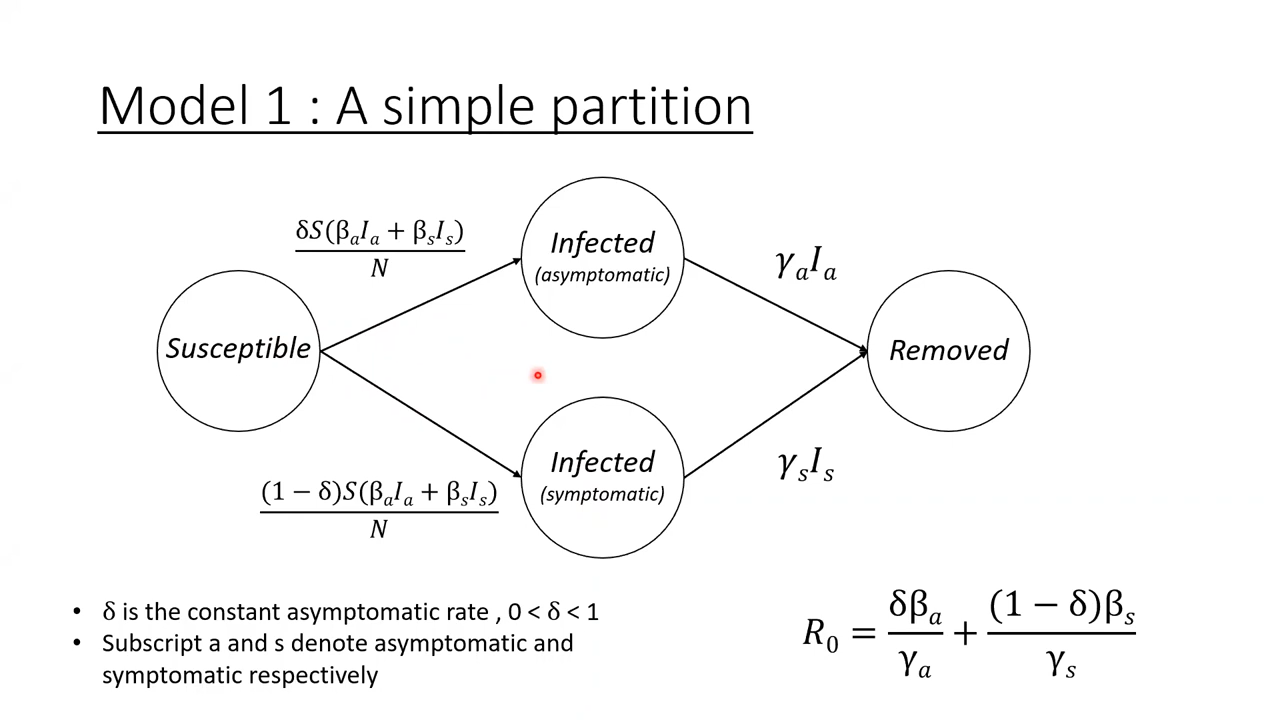 Model 1 : A simple partition
δS(βₐIₐ + βₛIₛ)
N
Infected
(asymptomatic)
γₐIₐ
Susceptible
Removed
Infected
(symptomatic)
γₛIₛ
(1 − δ)S(βₐIₐ + βₛIₛ)
N
• δ is the constant asymptomatic rate , 0 < δ < 1
• Subscript a and s denote asymptomatic and
symptomatic respectively
R₀ = δβₐ/γₐ + (1 − δ)βₛ/γₛ